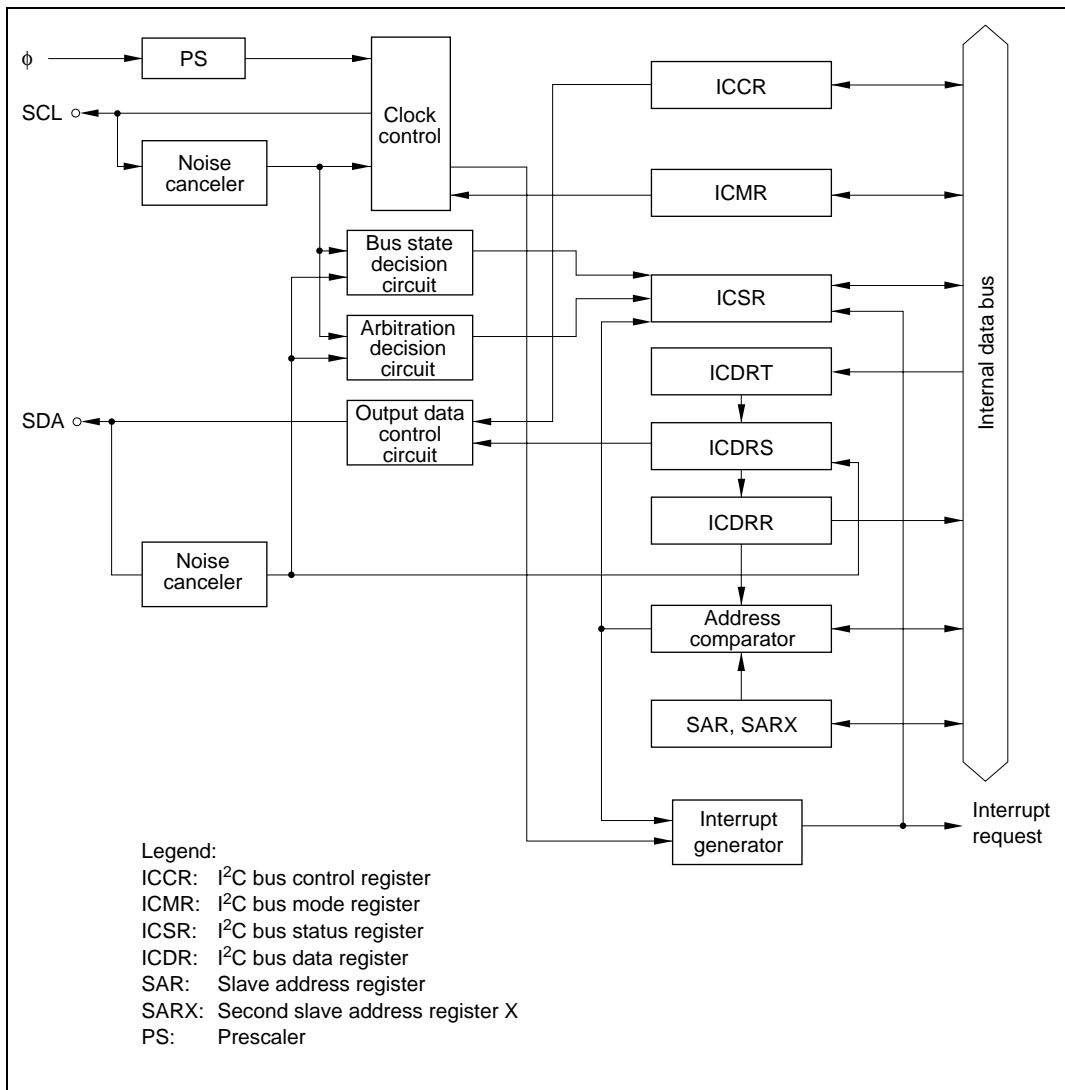 ϕ
PS
SCL
Clock
control
Noise
canceler
ICCR
ICMR
Bus state
decision
circuit
ICSR
Arbitration
decision
circuit
ICDRT
SDA
Output data
control
circuit
ICDRS
ICDRR
Noise
canceler
Address
comparator
SAR, SARX
Internal data bus
Interrupt
generator
Interrupt
request
Legend:
ICCR: I²C bus control register
ICMR: I²C bus mode register
ICSR: I²C bus status register
ICDR: I²C bus data register
SAR: Slave address register
SARX: Second slave address register X
PS: Prescaler